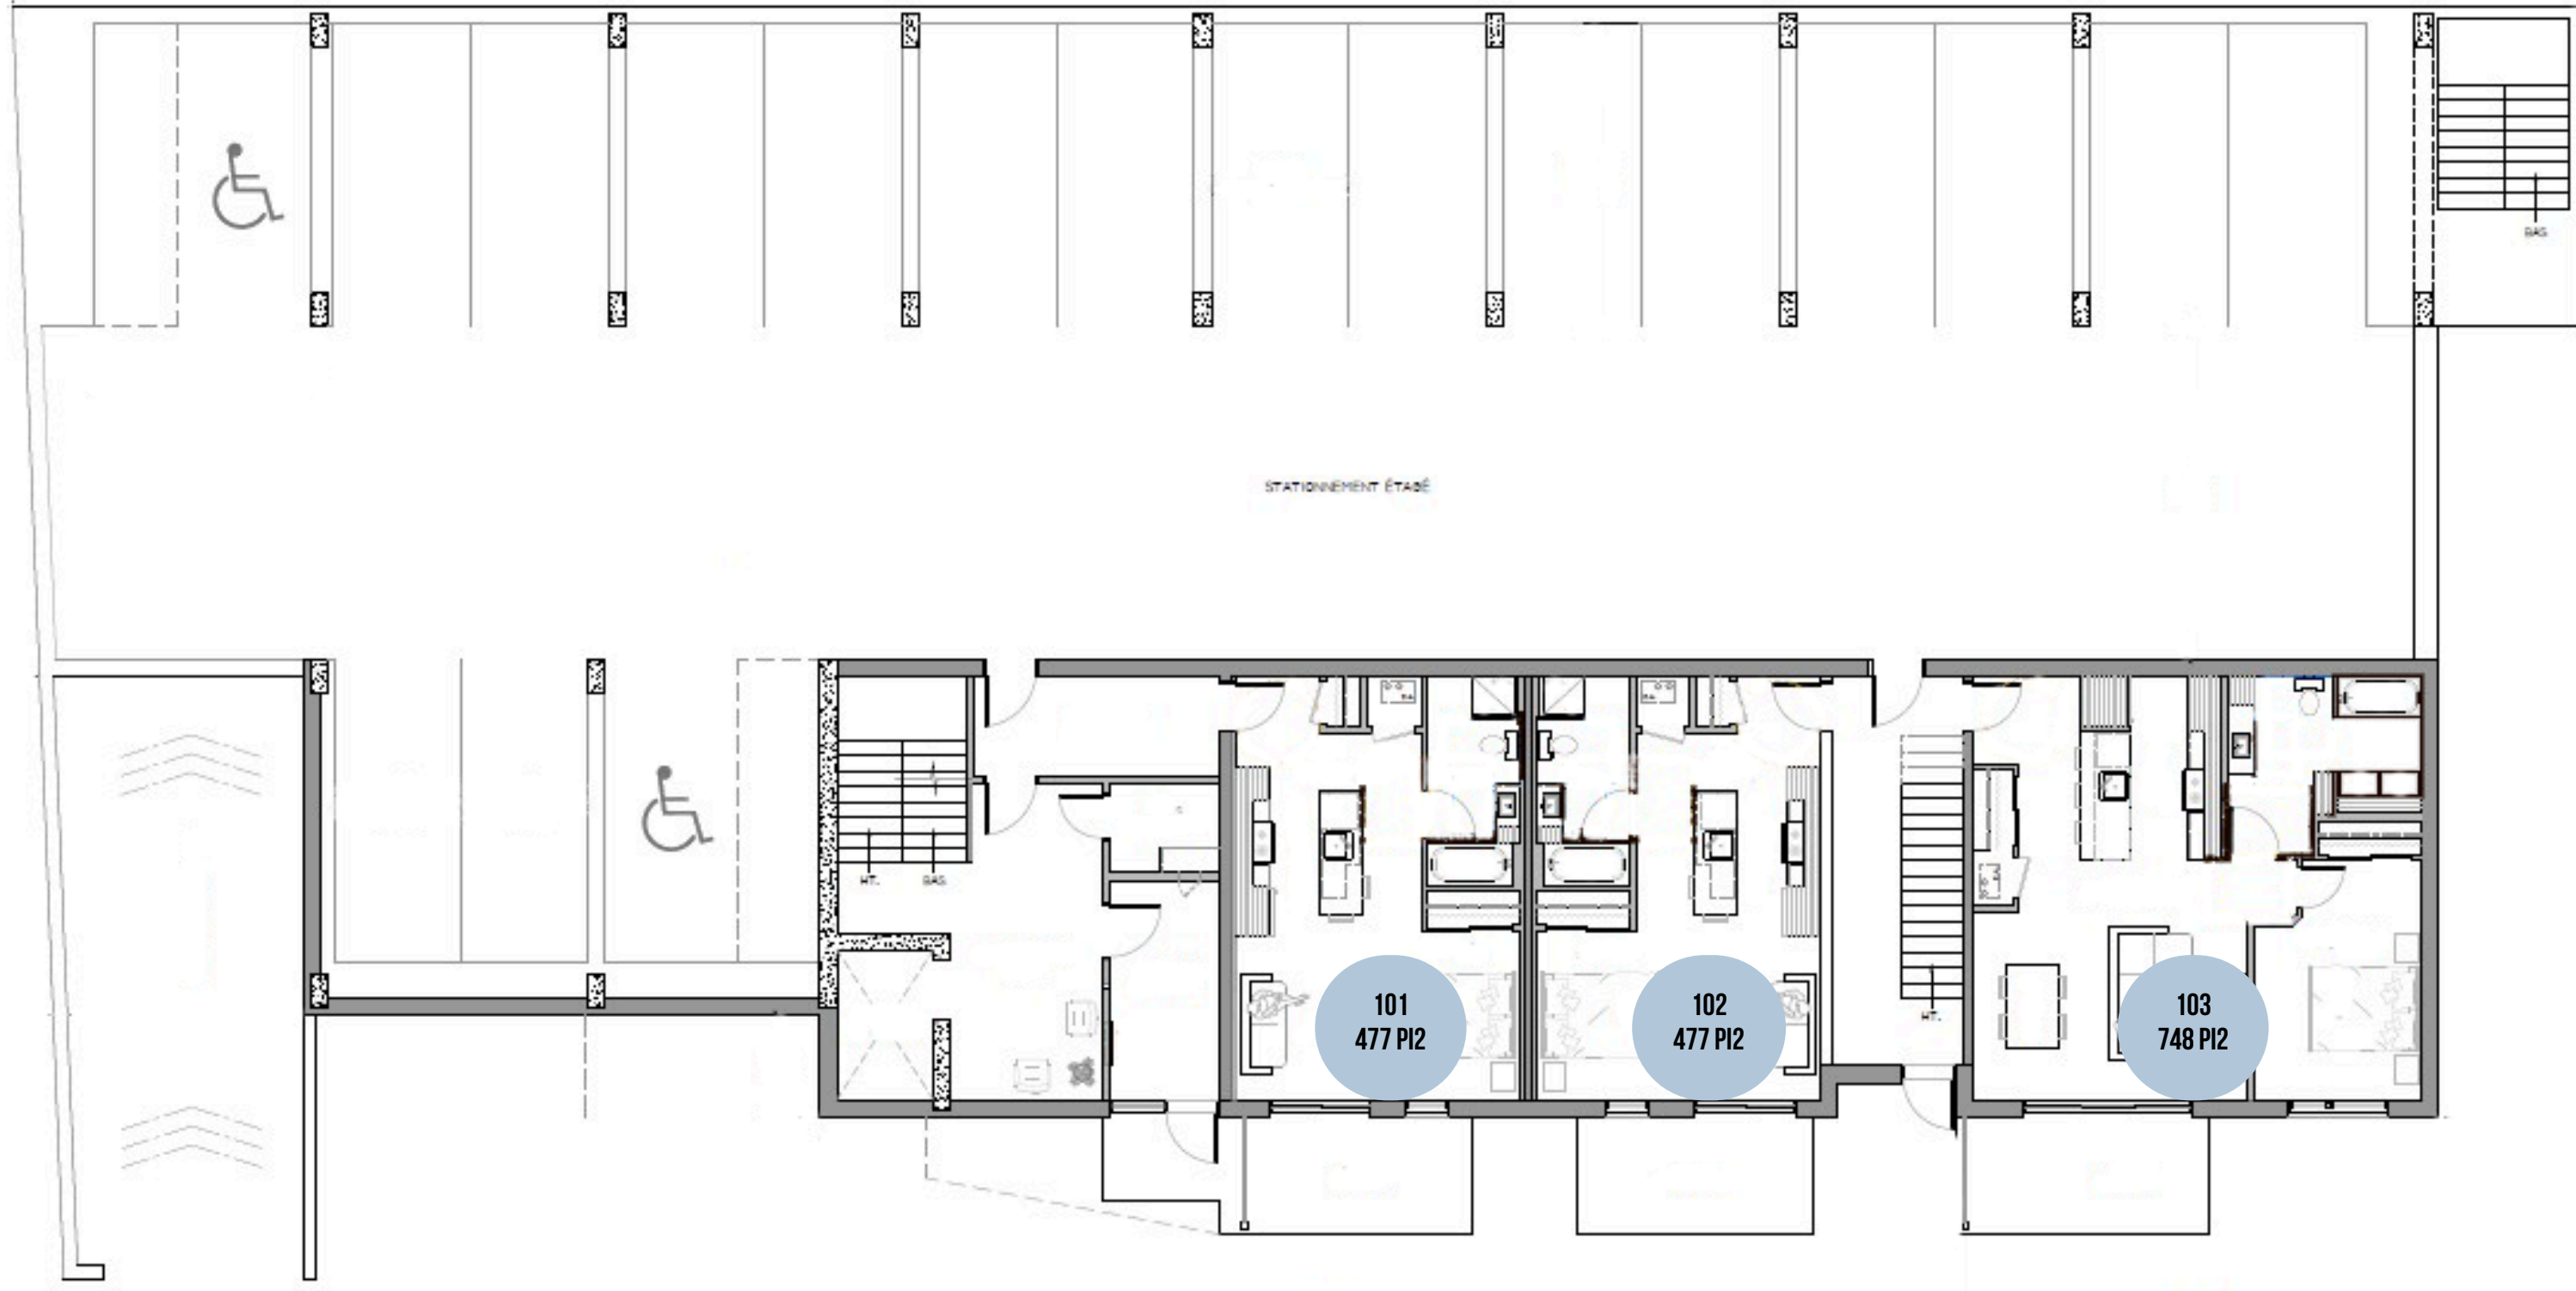 BAS
STATIONNEMENT ÉTAGÉ
HT.
BAS
101
477 PI2
102
477 PI2
HT.
103
748 PI2